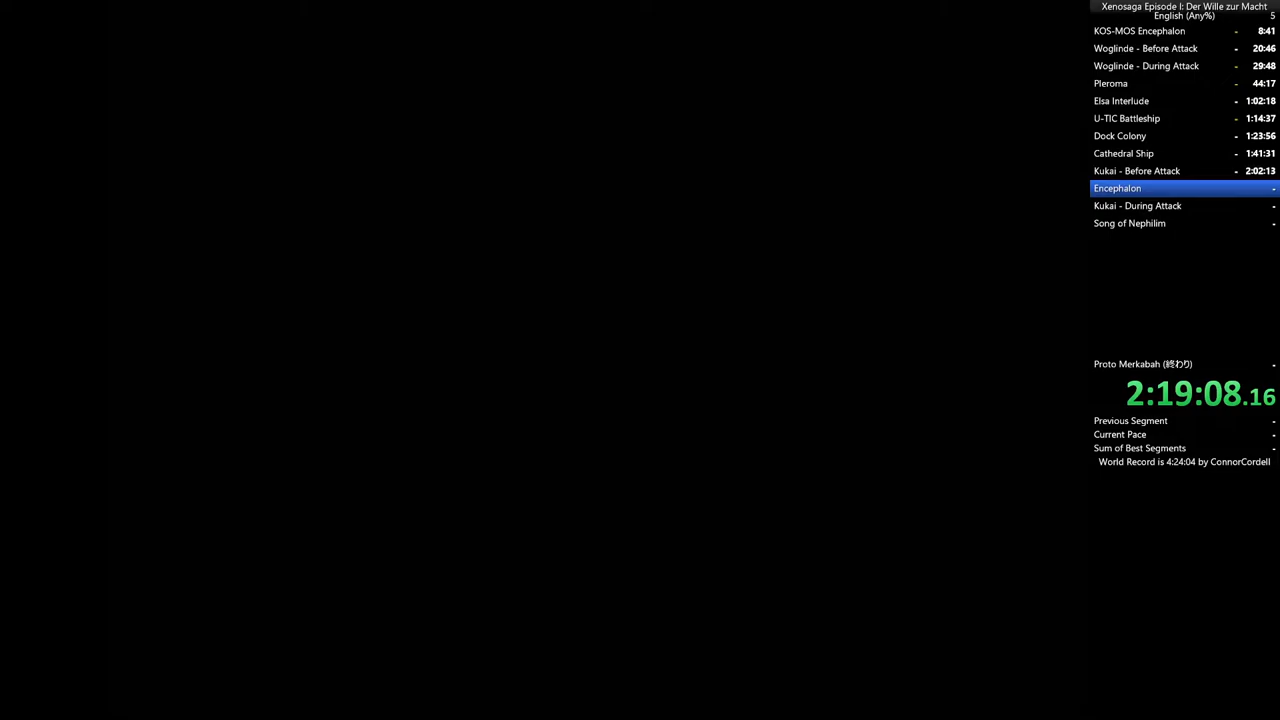 Xenosaga Episode I: Der Wille zur Macht
English (Any%) 5
KOS-MOS Encephalon - 8:41
Woglinde - Before Attack - 20:46
Woglinde - During Attack - 29:48
Pleroma - 44:17
Elsa Interlude - 1:02:18
U-TIC Battleship - 1:14:37
Dock Colony - 1:23:56
Cathedral Ship - 1:41:31
Kukai - Before Attack - 2:02:13
Encephalon -
Kukai - During Attack -
Song of Nephilim -
Proto Merkabah (終わり) -
2:19:08.16
Previous Segment -
Current Pace -
Sum of Best Segments -
World Record is 4:24:04 by ConnorCordell